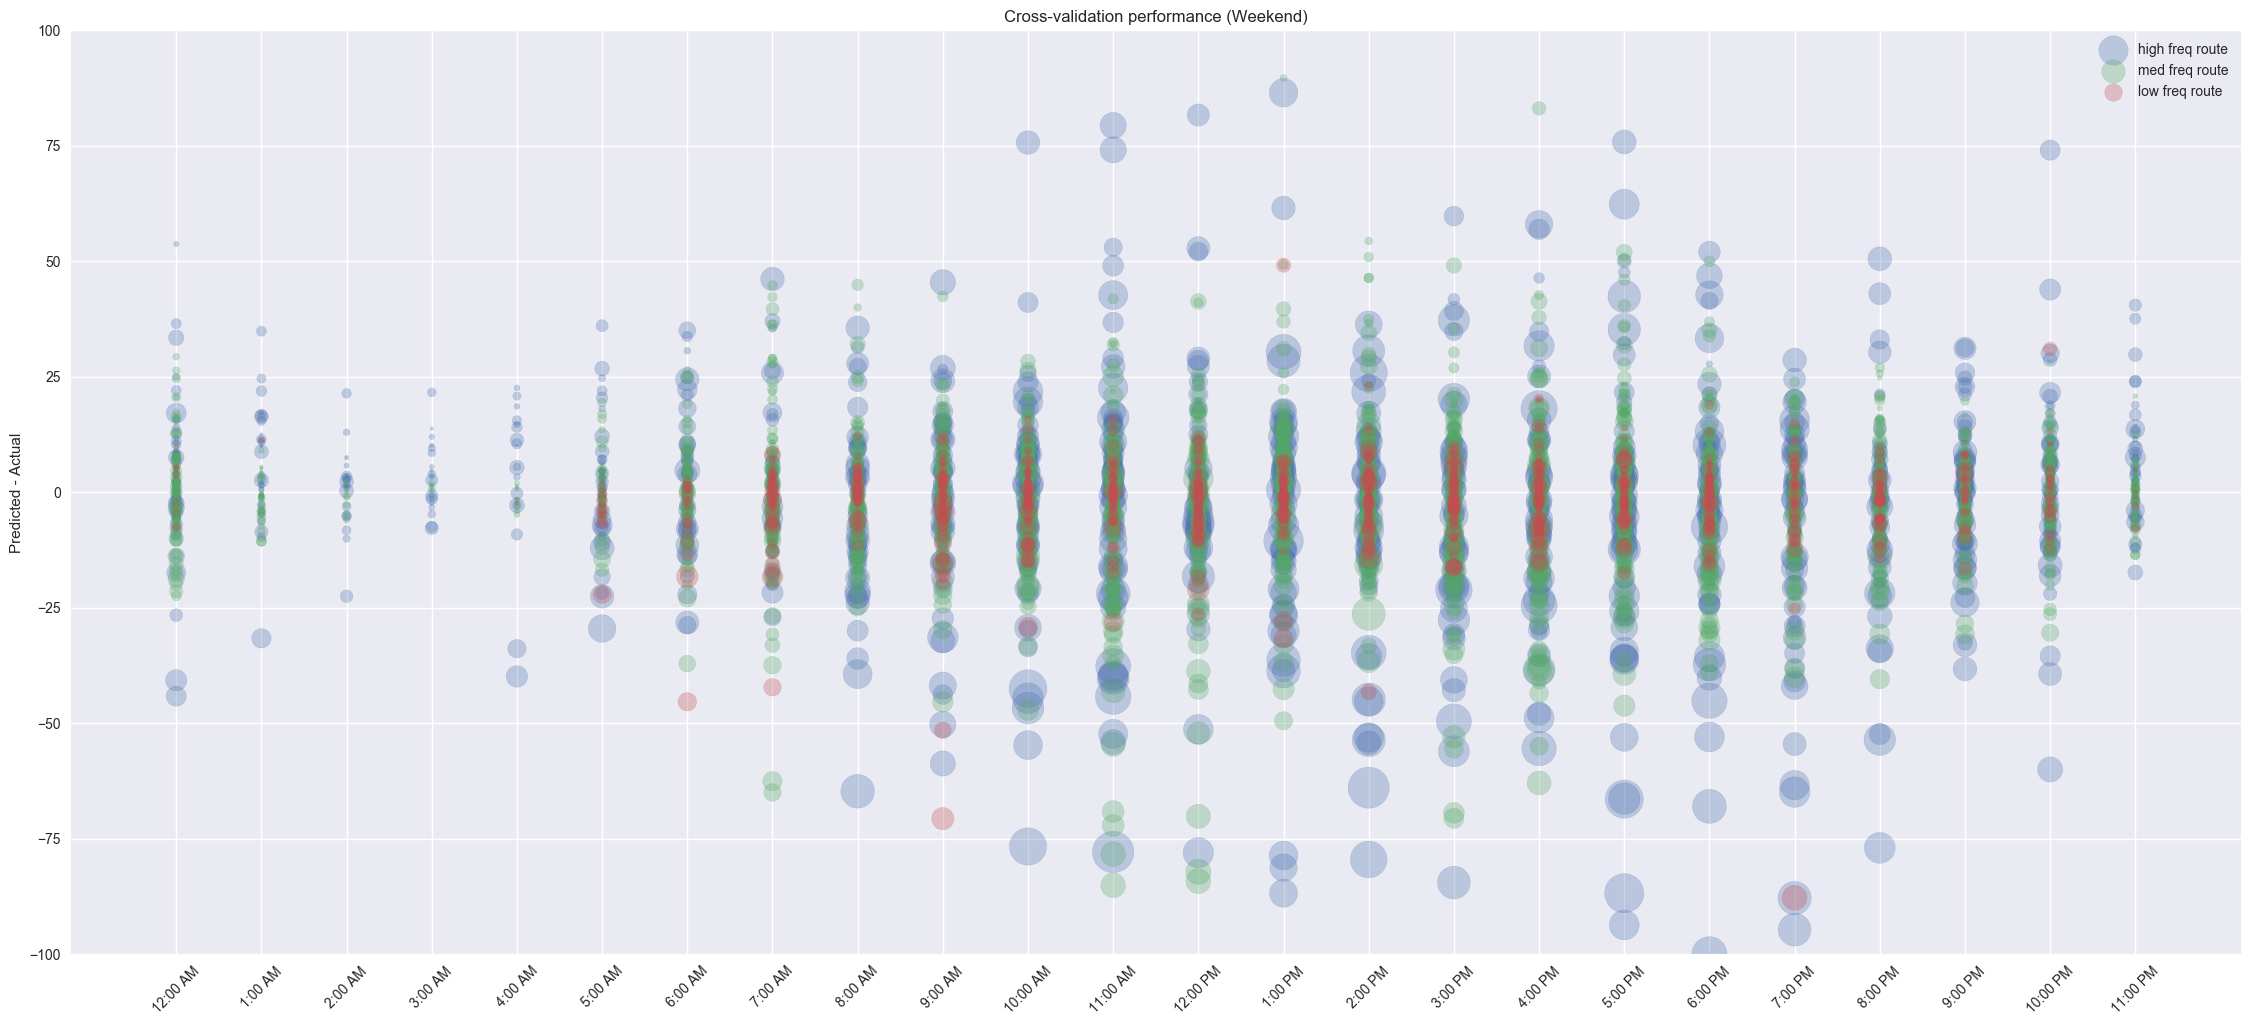 Cross-validation performance (Weekend)
high freq route
med freq route
low freq route
Predicted - Actual
100
75
50
25
0
−25
−50
−75
−100
12:00 AM
1:00 AM
2:00 AM
3:00 AM
4:00 AM
5:00 AM
6:00 AM
7:00 AM
8:00 AM
9:00 AM
10:00 AM
11:00 AM
12:00 PM
1:00 PM
2:00 PM
3:00 PM
4:00 PM
5:00 PM
6:00 PM
7:00 PM
8:00 PM
9:00 PM
10:00 PM
11:00 PM